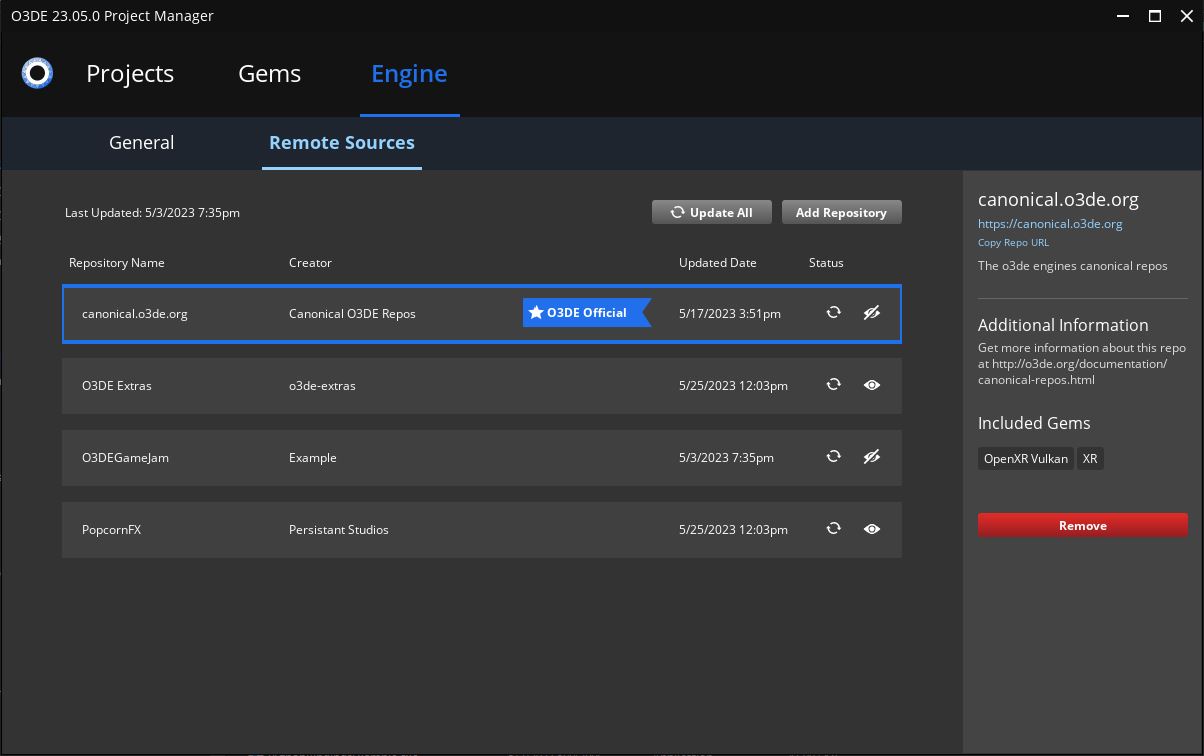 O3DE 23.05.0 Project Manager
Projects Gems Engine
General Remote Sources
Last Updated: 5/3/2023 7:35pm Update All Add Repository
Repository Name Creator Updated Date Status
canonical.o3de.org Canonical O3DE Repos O3DE Official 5/17/2023 3:51pm
O3DE Extras o3de-extras 5/25/2023 12:03pm
O3DEGameJam Example 5/3/2023 7:35pm
PopcornFX Persistant Studios 5/25/2023 12:03pm
canonical.o3de.org
https://canonical.o3de.org
Copy Repo URL
The o3de engines canonical repos
Additional Information
Get more information about this repo
at http://o3de.org/documentation/
canonical-repos.html
Included Gems
OpenXR Vulkan XR
Remove